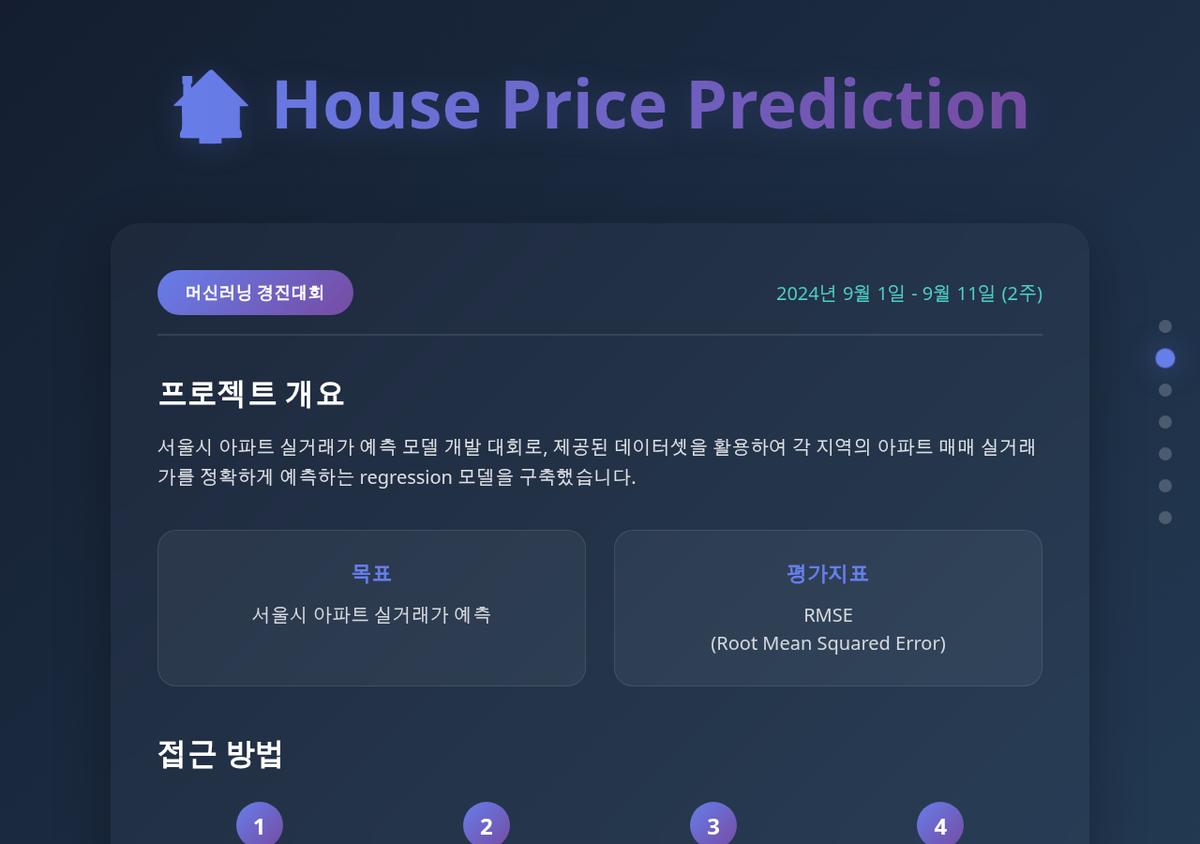 House Price Prediction
머신러닝 경진대회
2024년 9월 1일 - 9월 11일 (2주)
프로젝트 개요
서울시 아파트 실거래가 예측 모델 개발 대회로, 제공된 데이터셋을 활용하여 각 지역의 아파트 매매 실거래
가를 정확하게 예측하는 regression 모델을 구축했습니다.
목표
서울시 아파트 실거래가 예측
평가지표
RMSE
(Root Mean Squared Error)
접근 방법
1
2
3
4